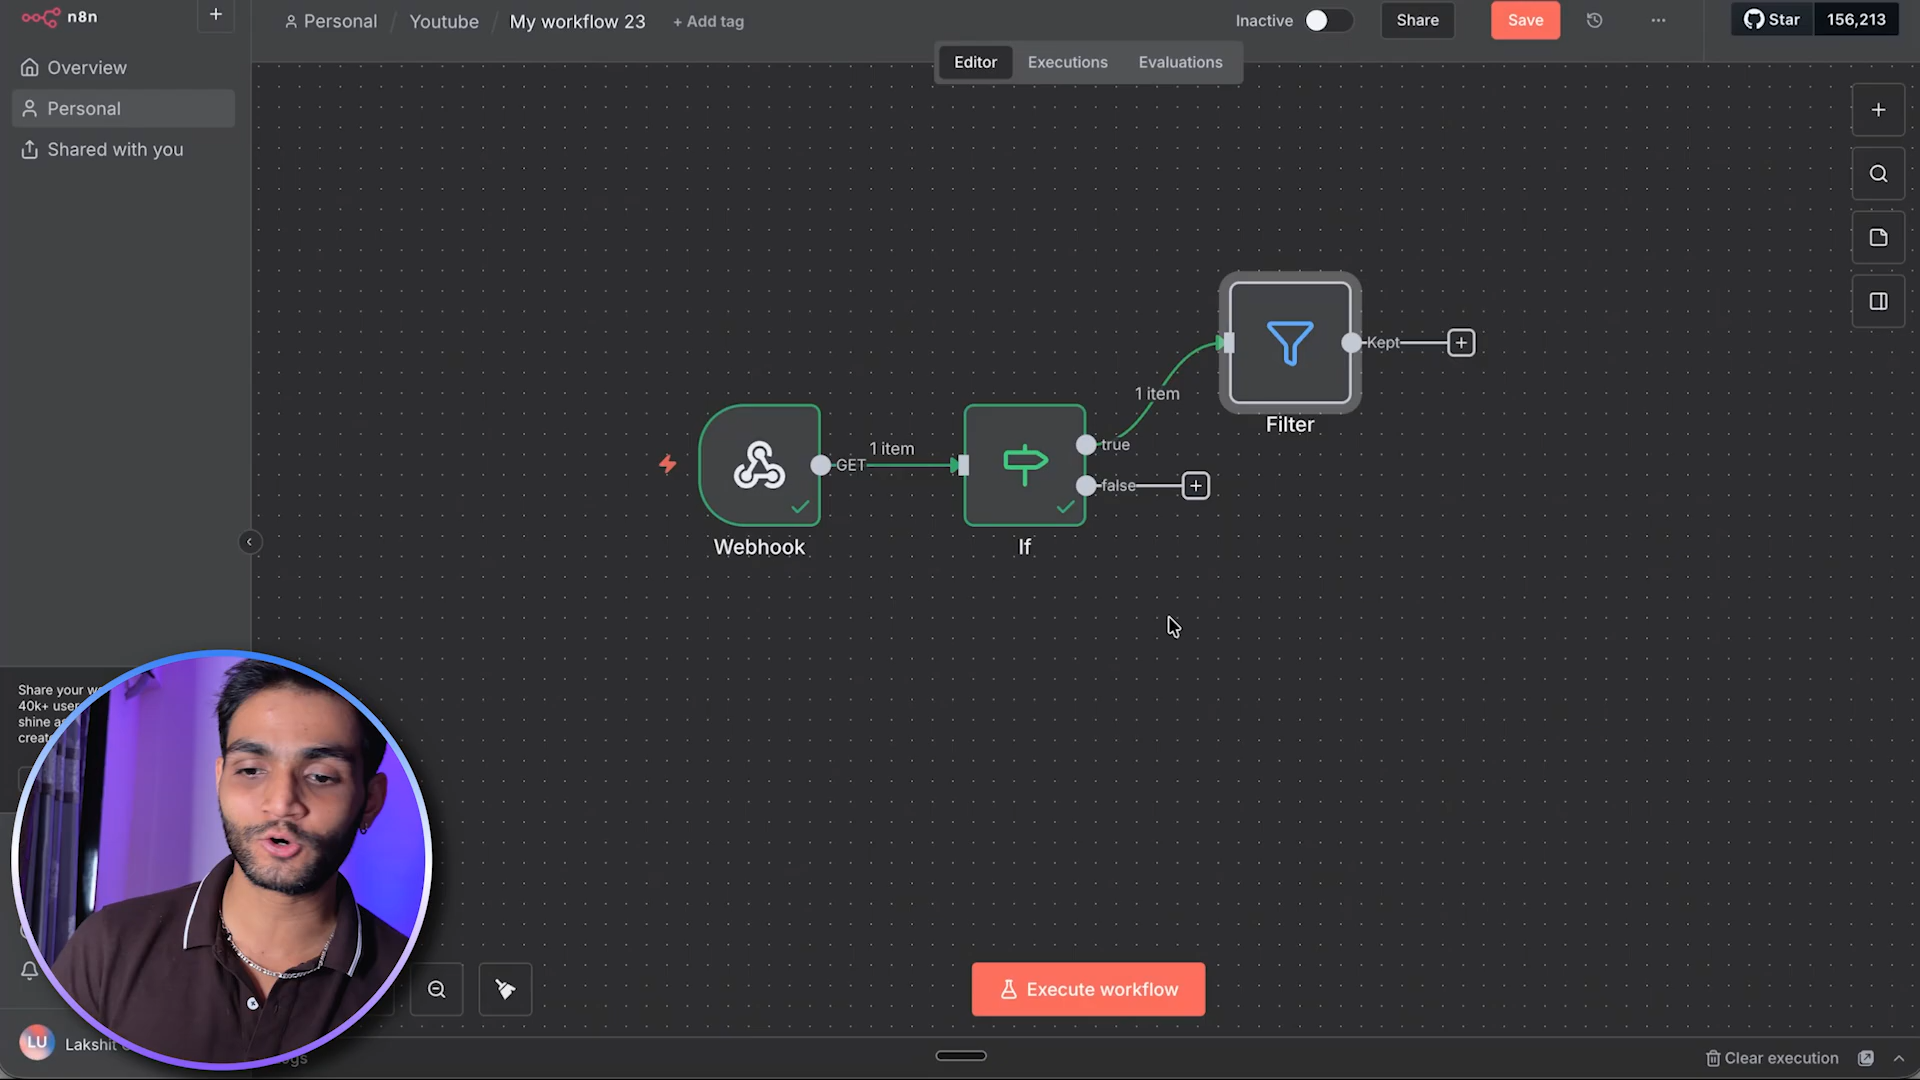 n8n
+
Personal / Youtube / My workflow 23 + Add tag
Inactive
Share
Save
Star 156,213
Editor Executions Evaluations
Overview
Personal
Shared with you
Kept
1 item
Filter
1 item
GET
true
false
Webhook
If
Share your
40k+
shine
Execute workflow
LU Lakshit
Clear execution